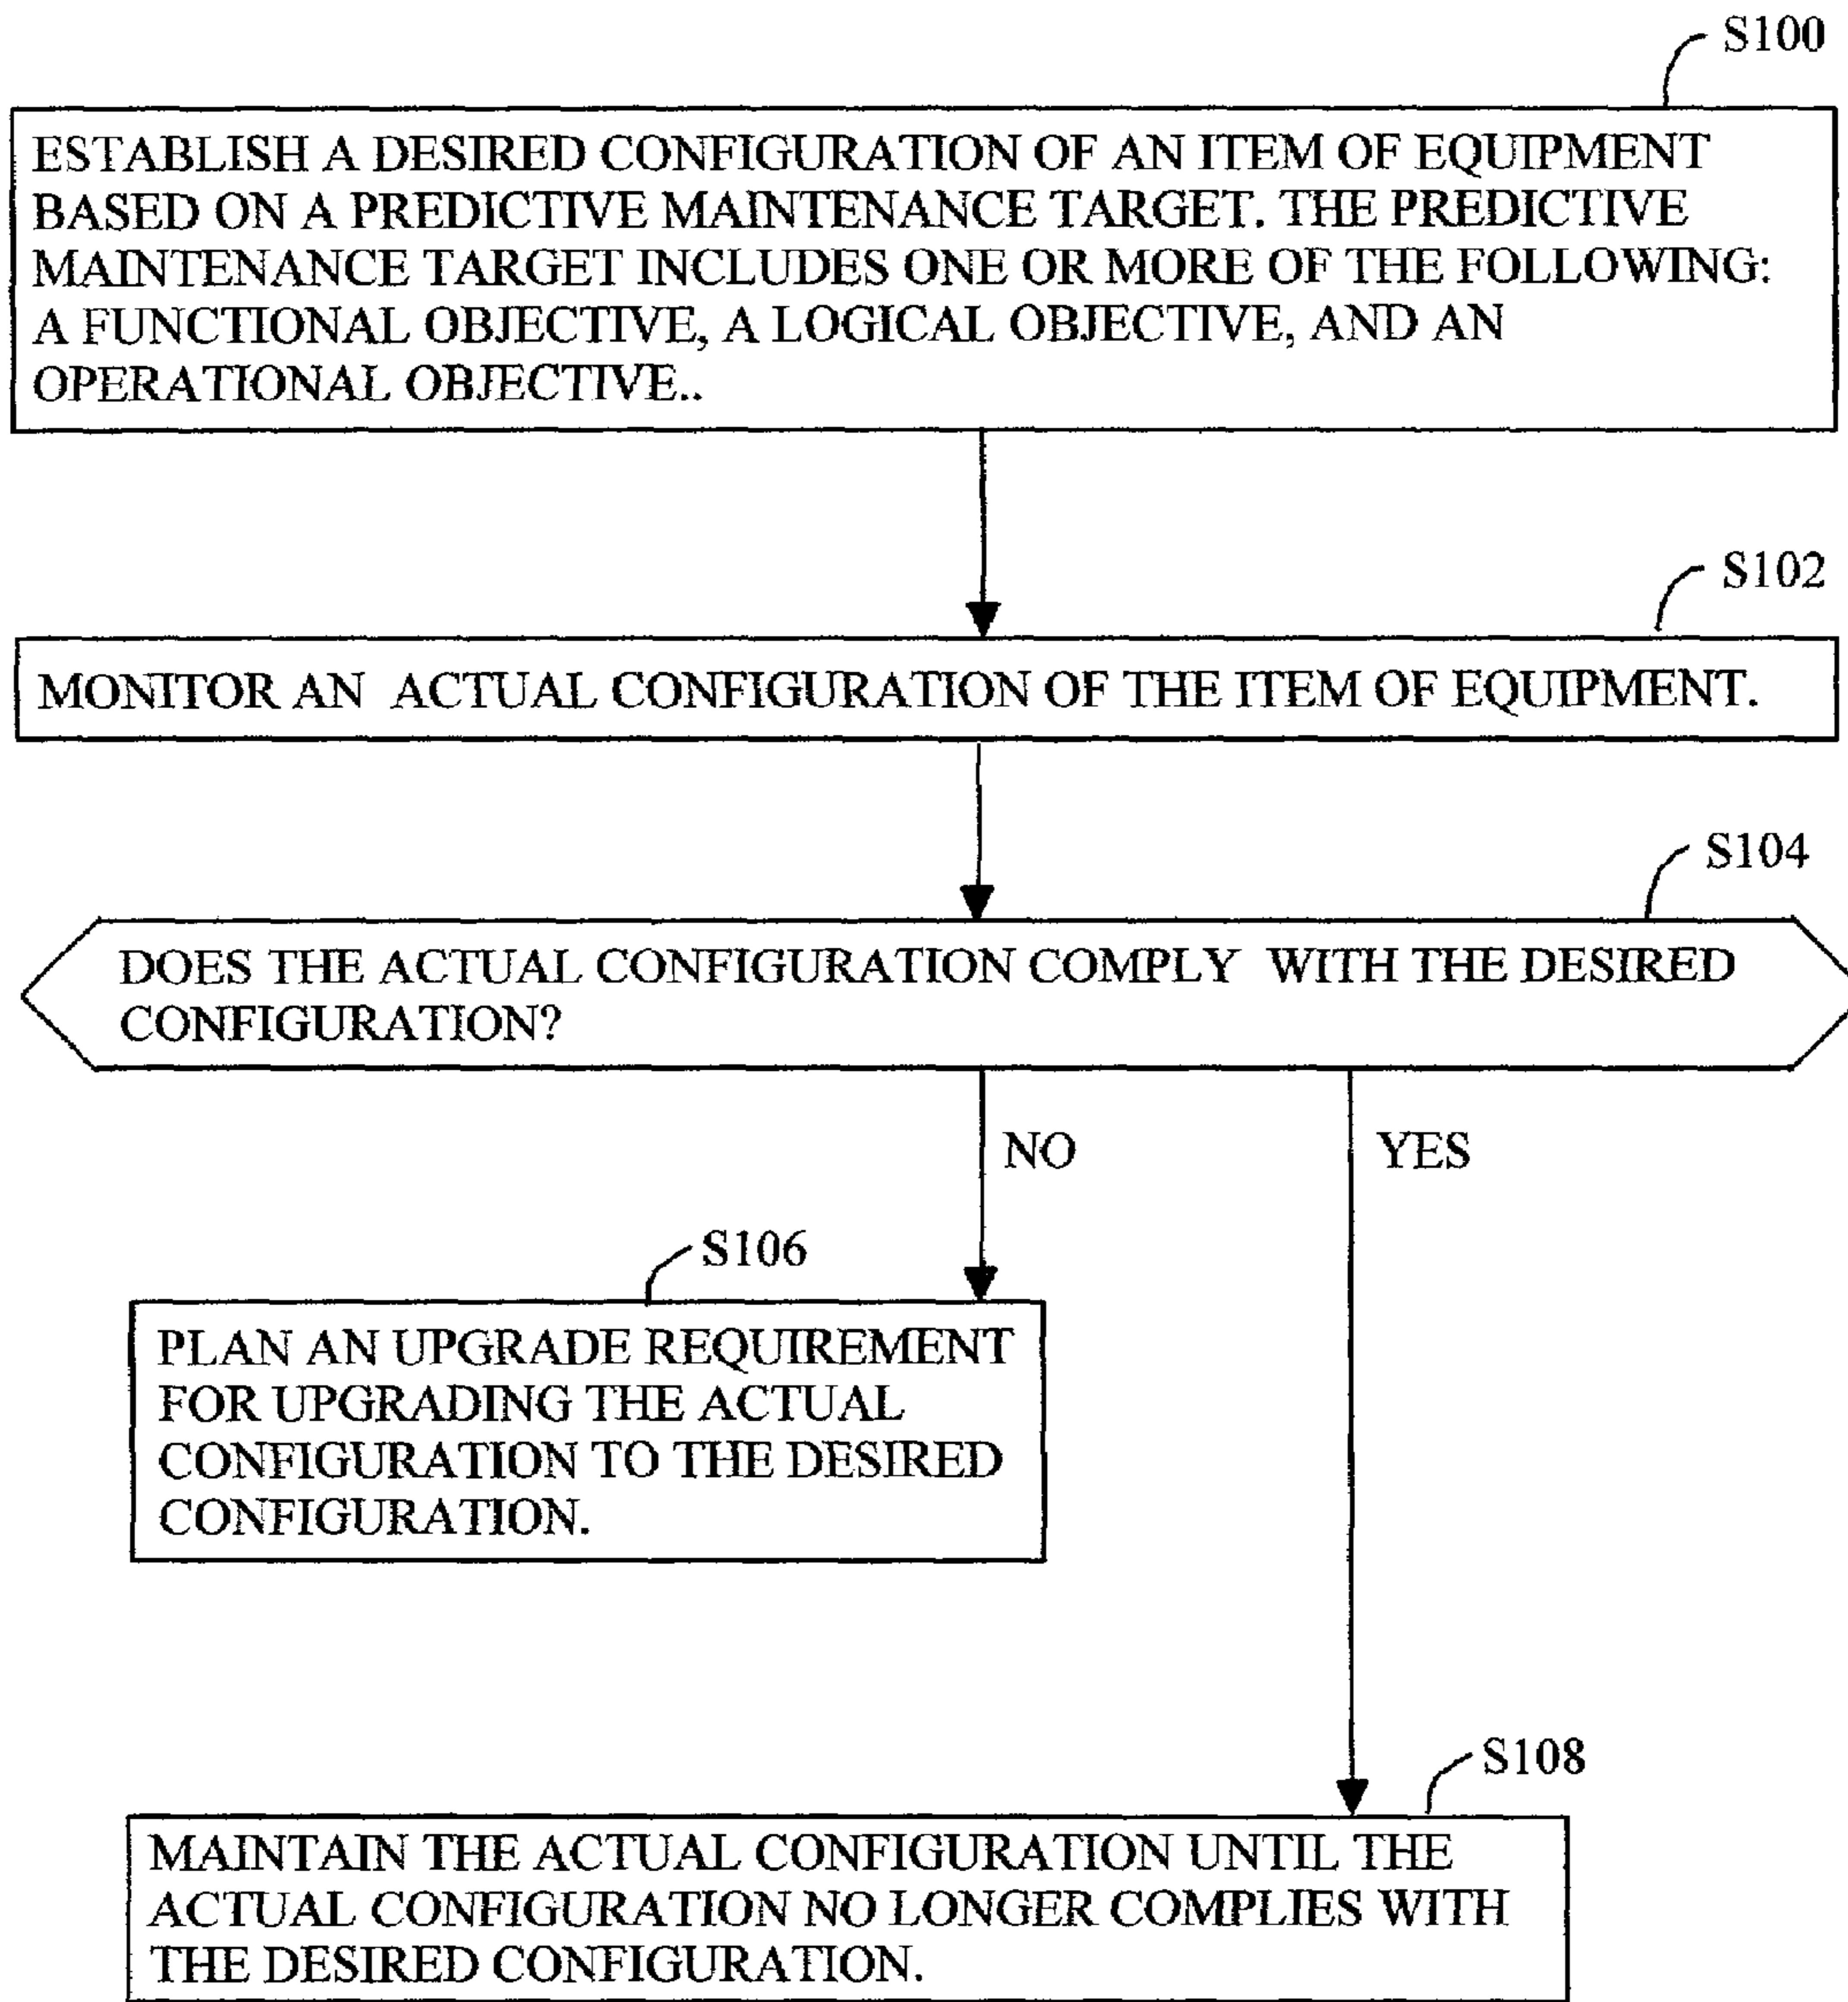 S100
ESTABLISH A DESIRED CONFIGURATION OF AN ITEM OF EQUIPMENT
BASED ON A PREDICTIVE MAINTENANCE TARGET. THE PREDICTIVE
MAINTENANCE TARGET INCLUDES ONE OR MORE OF THE FOLLOWING:
A FUNCTIONAL OBJECTIVE, A LOGICAL OBJECTIVE, AND AN
OPERATIONAL OBJECTIVE..
S102
MONITOR AN ACTUAL CONFIGURATION OF THE ITEM OF EQUIPMENT.
S104
DOES THE ACTUAL CONFIGURATION COMPLY WITH THE DESIRED
CONFIGURATION?
NO
YES
S106
PLAN AN UPGRADE REQUIREMENT
FOR UPGRADING THE ACTUAL
CONFIGURATION TO THE DESIRED
CONFIGURATION.
S108
MAINTAIN THE ACTUAL CONFIGURATION UNTIL THE
ACTUAL CONFIGURATION NO LONGER COMPLIES WITH
THE DESIRED CONFIGURATION.